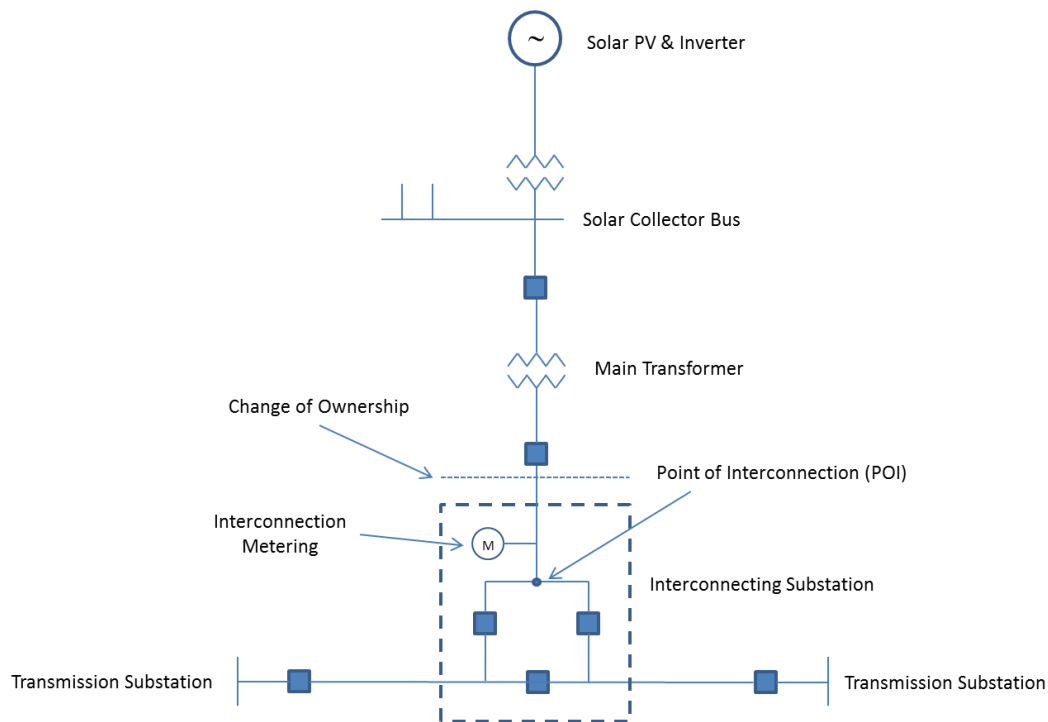 ~
Solar PV & Inverter
Solar Collector Bus
Main Transformer
Change of Ownership
Point of Interconnection (POI)
Interconnection
Metering
M
Interconnecting Substation
Transmission Substation
Transmission Substation